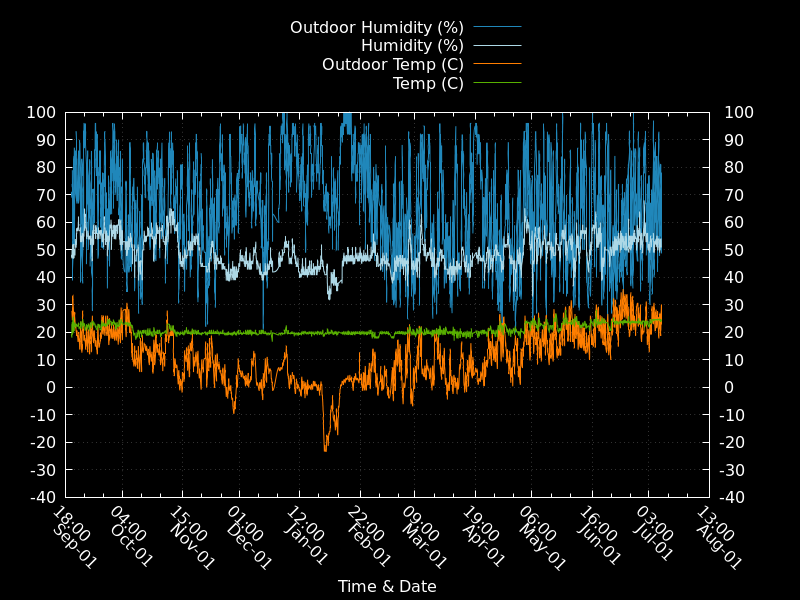 Outdoor Humidity (%)
Humidity (%)
Outdoor Temp (C)
Temp (C)
100 100
90 90
80 80
70 70
60 60
50 50
40 40
30 30
20 20
10 10
0 0
-10 -10
-20 -20
-30 -30
-40 -40
18:00 04:00 15:00 01:00 12:00 22:00 09:00 19:00 06:00 16:00 03:00 13:00
Sep-01 Oct-01 Nov-01 Dec-01 Jan-01 Feb-01 Mar-01 Apr-01 May-01 Jun-01 Jul-01 Aug-01
Time & Date